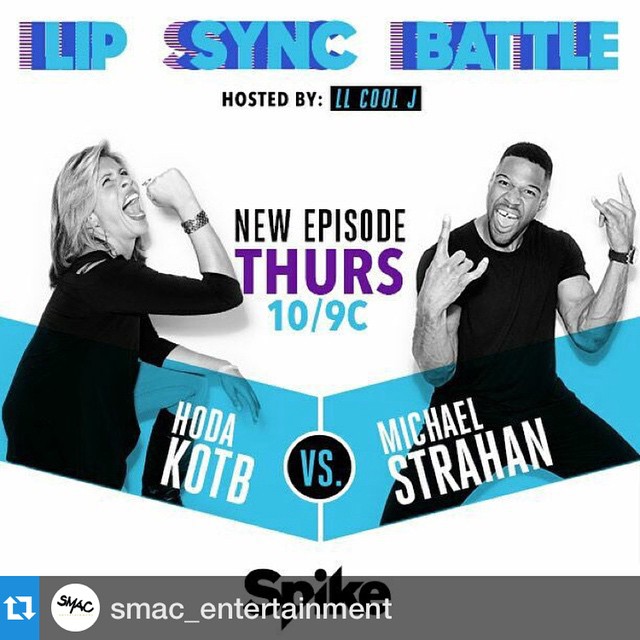 LIP SYNC BATTLE
HOSTED BY: LL COOL J
NEW EPISODE
THURS
10/9C
HODA
KOTB
VS.
MICHAEL
STRAHAN
Spike
SMAC
smac_entertainment